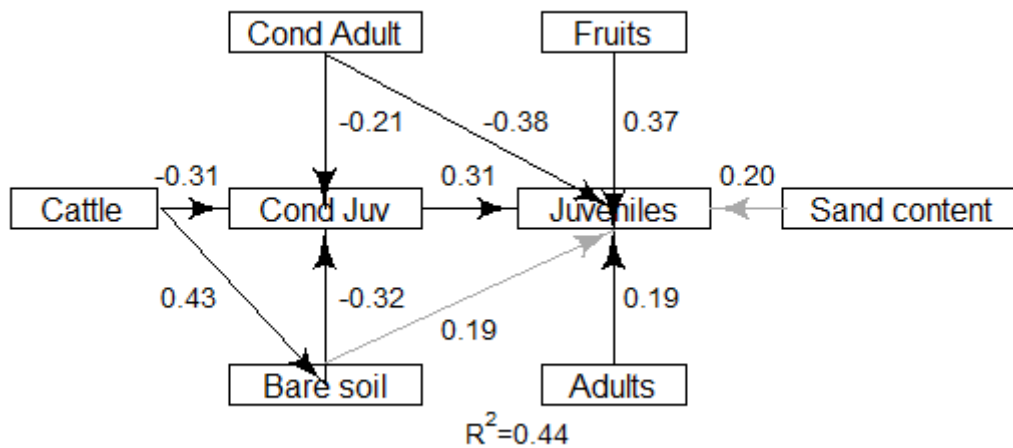 Cond Adult
Fruits
-0.21
-0.38
0.37
-0.31
0.31
0.20
Cattle
Cond Juv
Juveniles
Sand content
0.43
-0.32
0.19
0.19
Bare soil
Adults
R²=0.44